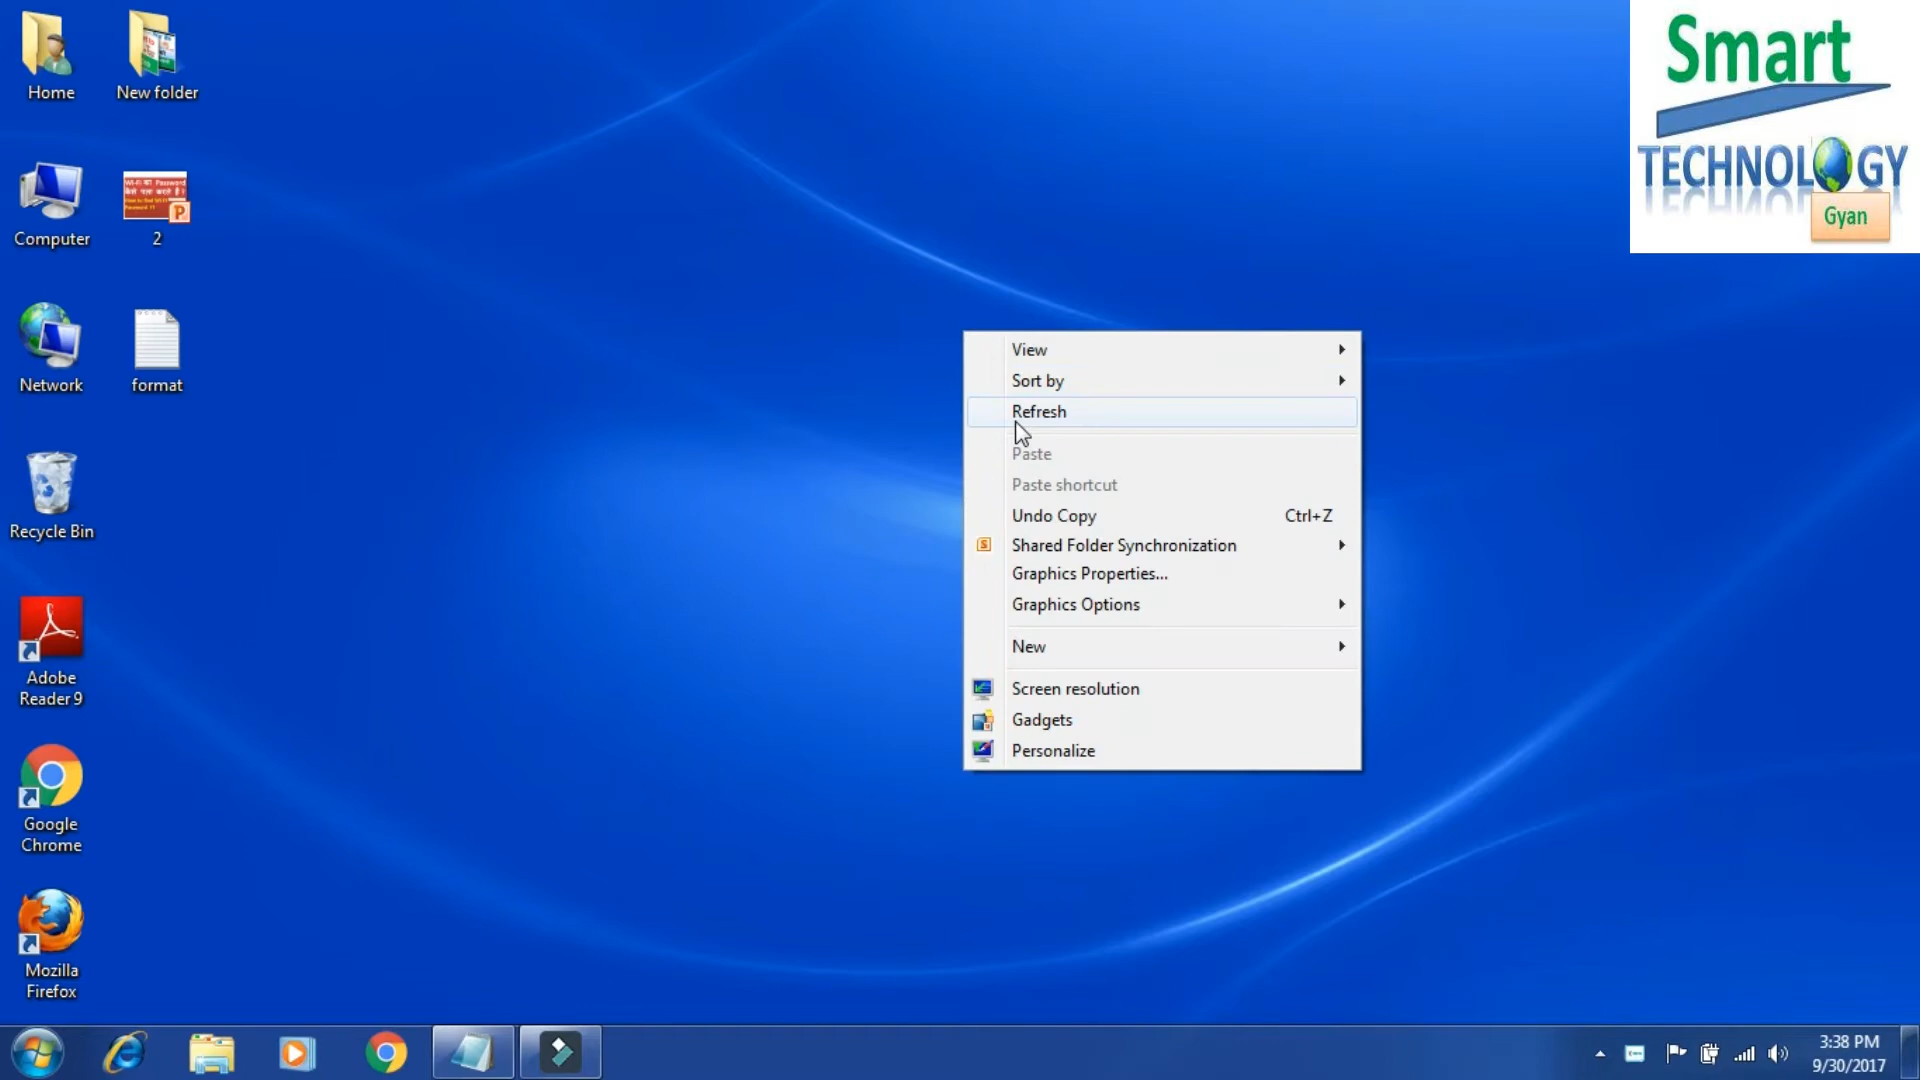 Home
New folder
Computer
2
Network
format
Recycle Bin
Adobe
Reader 9
Google
Chrome
Mozilla
Firefox
Smart
TECHNOLOGY
Gyan
View
Sort by
Refresh
Paste
Paste shortcut
Undo Copy Ctrl+Z
Shared Folder Synchronization
Graphics Properties...
Graphics Options
New
Screen resolution
Gadgets
Personalize
3:38 PM
9/30/2017